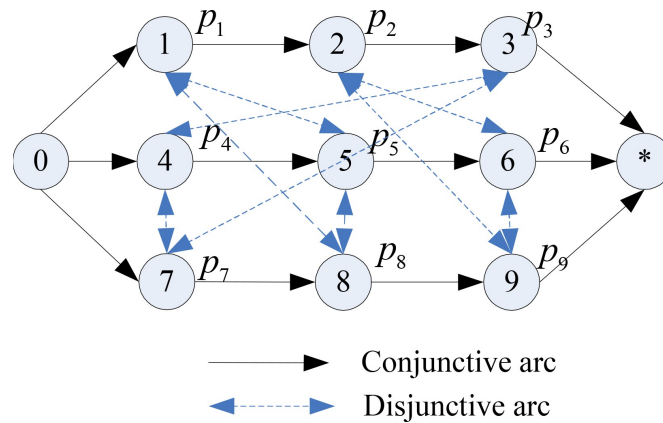 1 p₁ 2 p₂ 3 p₃
0 4 p₄ 5 p₅ 6 p₆ *
7 p₇ 8 p₈ 9 p₉
Conjunctive arc
Disjunctive arc